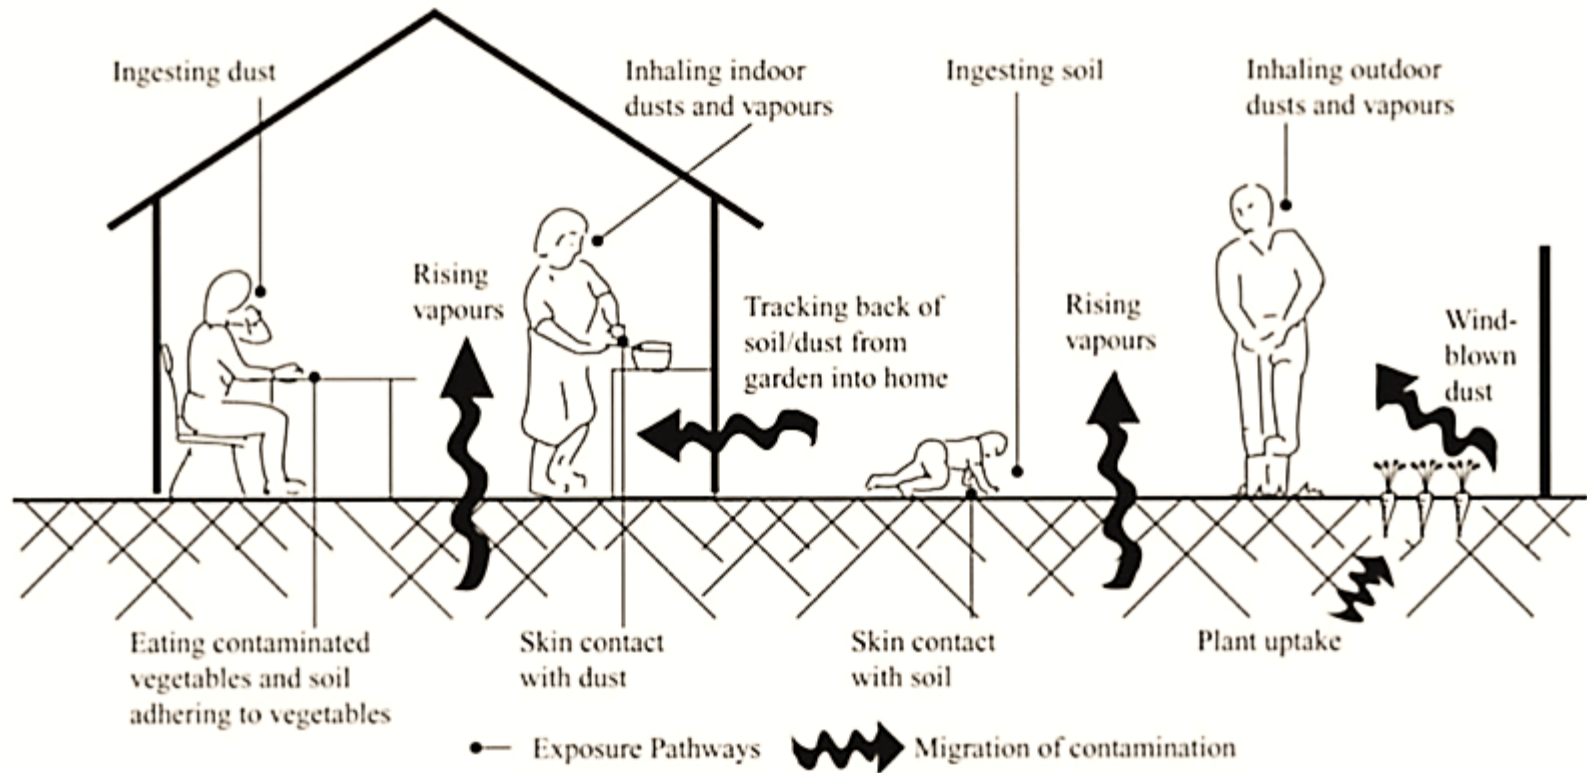 Ingesting dust
Inhaling indoor
dusts and vapours
Ingesting soil
Inhaling outdoor
dusts and vapours
Rising
vapours
Tracking back of
soil/dust from
garden into home
Rising
vapours
Wind-
blown
dust
Eating contaminated
vegetables and soil
adhering to vegetables
Skin contact
with dust
Skin contact
with soil
Plant uptake
Exposure Pathways
Migration of contamination